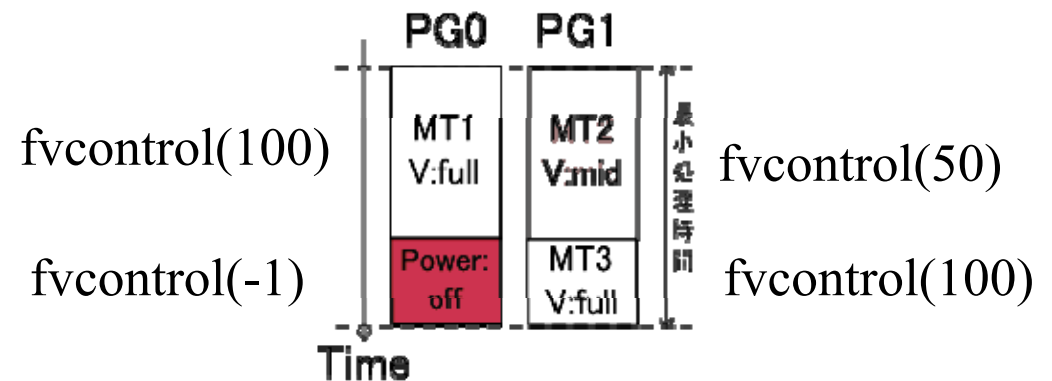 PG0 PG1
fvcontrol(100)
MT1
V:full
MT2
V:mid
fvcontrol(50)
最小処理時間
fvcontrol(-1)
Power:
off
MT3
V:full
fvcontrol(100)
Time